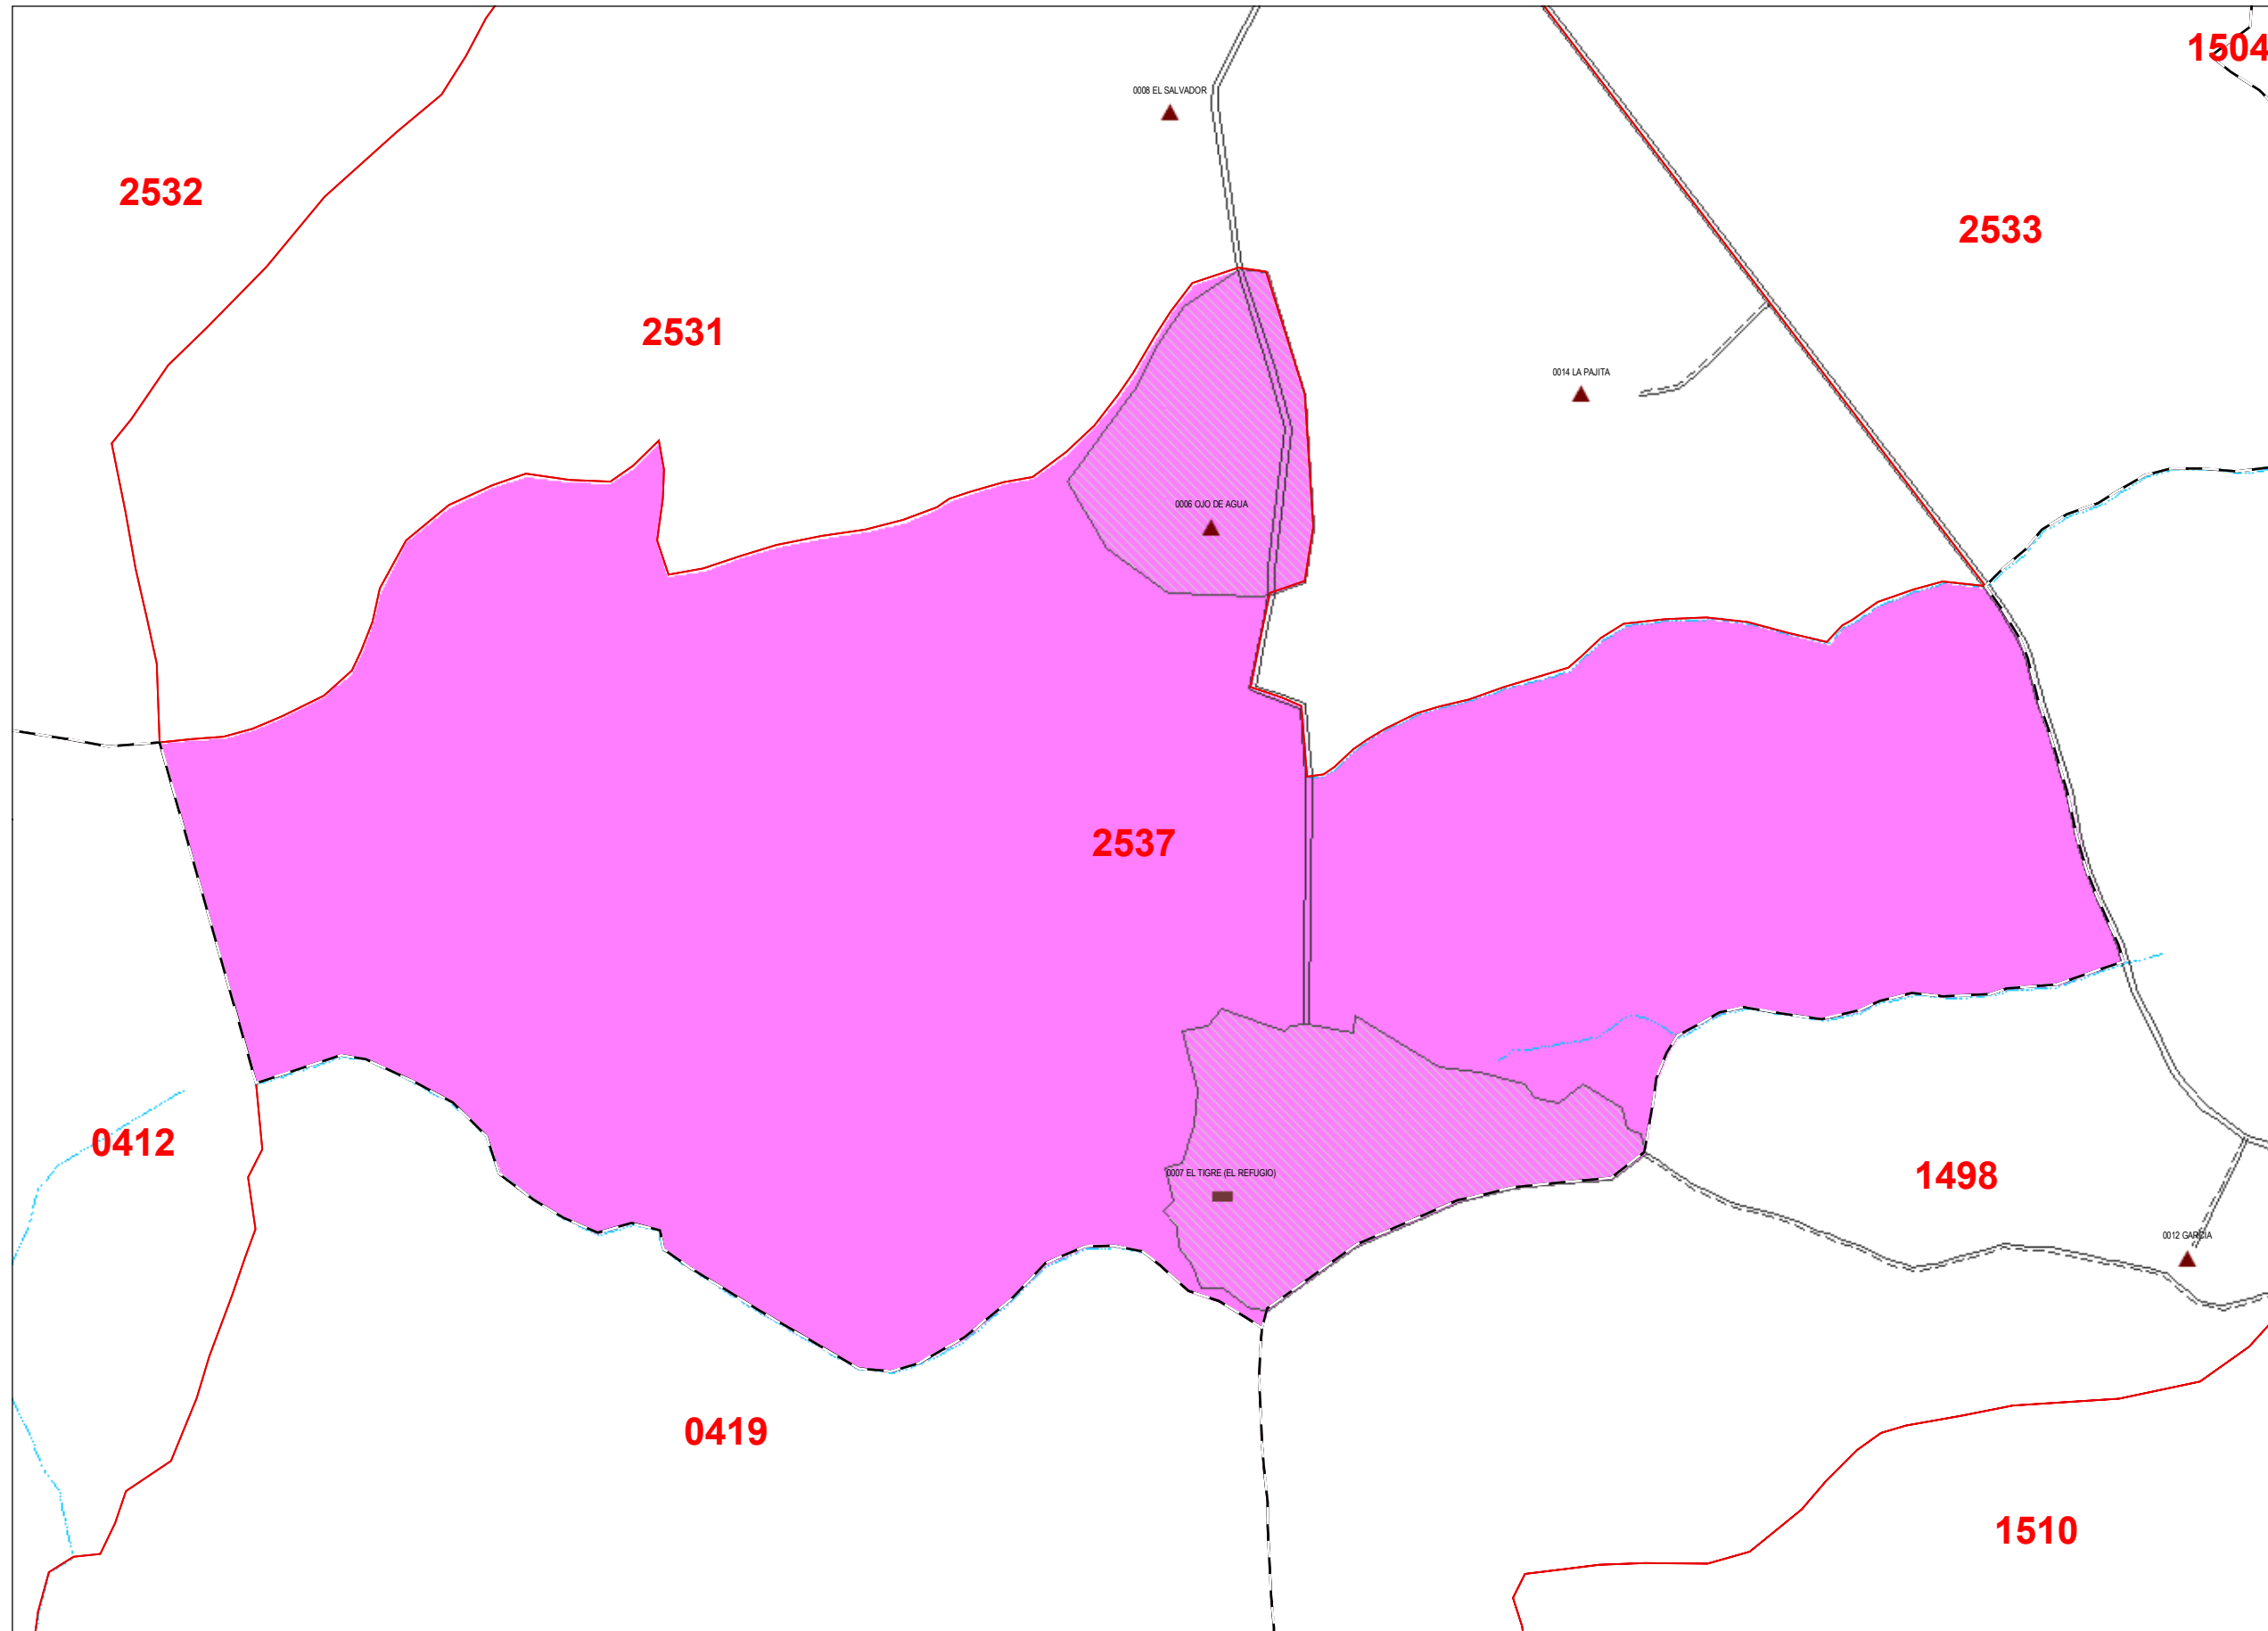 1504
0008 EL SALVADOR
2532
2533
2531
0014 LA PAJITA
0006 OJO DE AGUA
2537
0412
0007 EL TIGRE (EL REFUGIO)
1498
0012 GARCIA
0419
1510